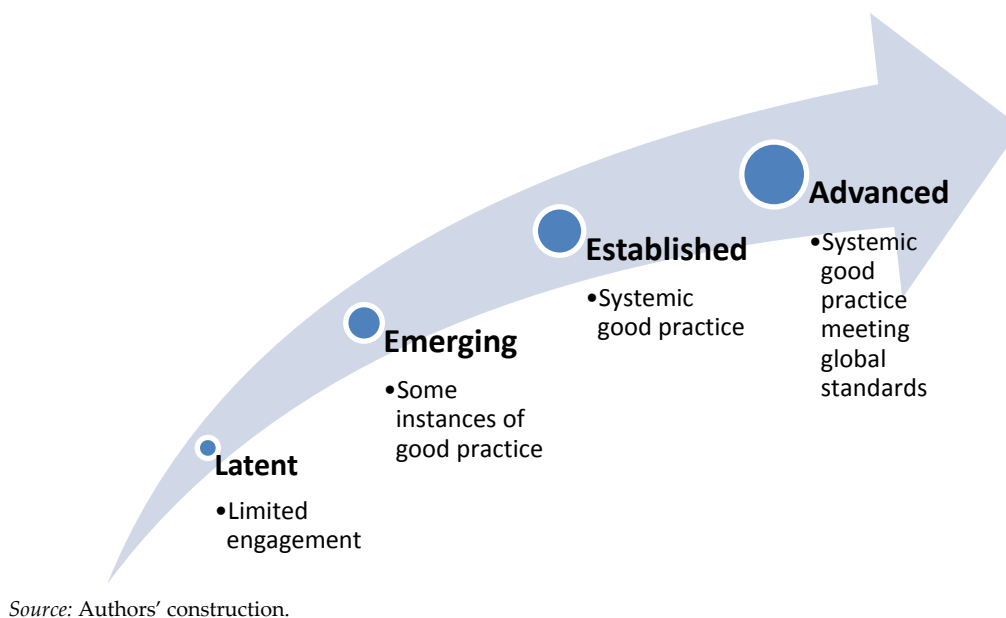 Advanced
•Systemic
good
practice
meeting
global
standards
Established
•Systemic
good practice
Emerging
•Some
instances of
good practice
Latent
•Limited
engagement
Source: Authors’ construction.